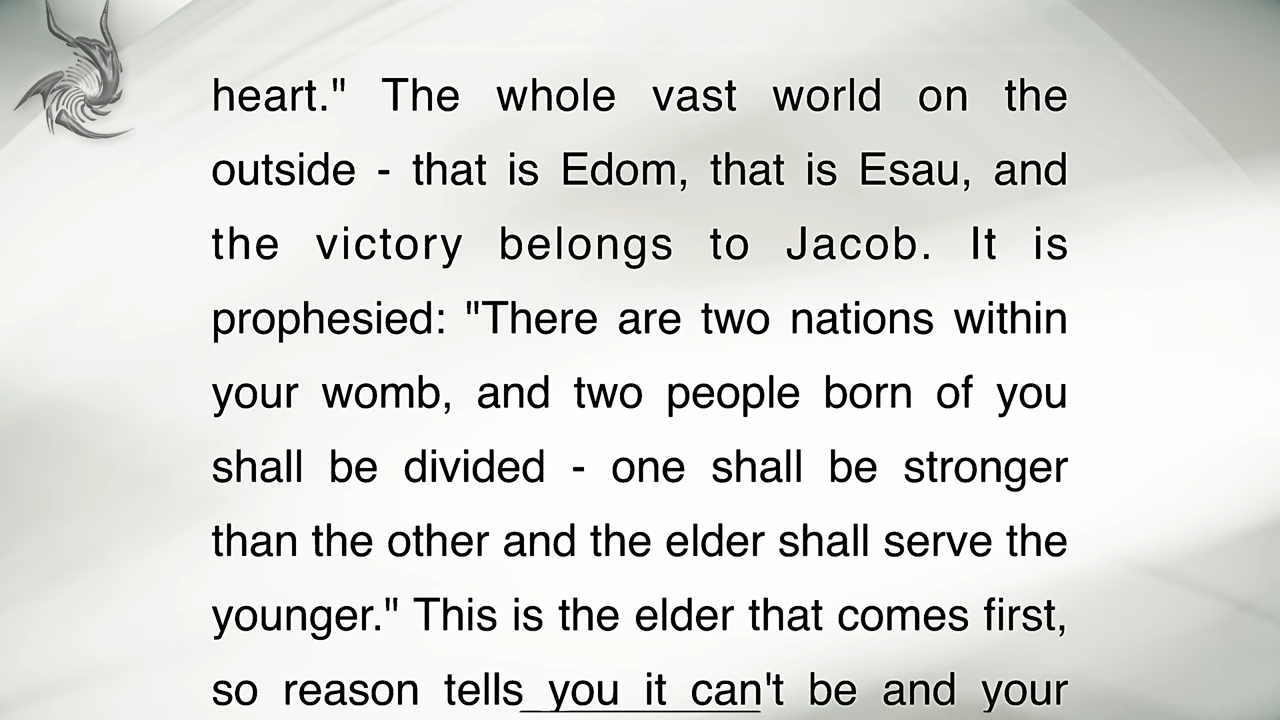 heart." The whole vast world on the
outside - that is Edom, that is Esau, and
the victory belongs to Jacob. It is
prophesied: "There are two nations within
your womb, and two people born of you
shall be divided - one shall be stronger
than the other and the elder shall serve the
younger." This is the elder that comes first,
so reason tells you it can't be and your